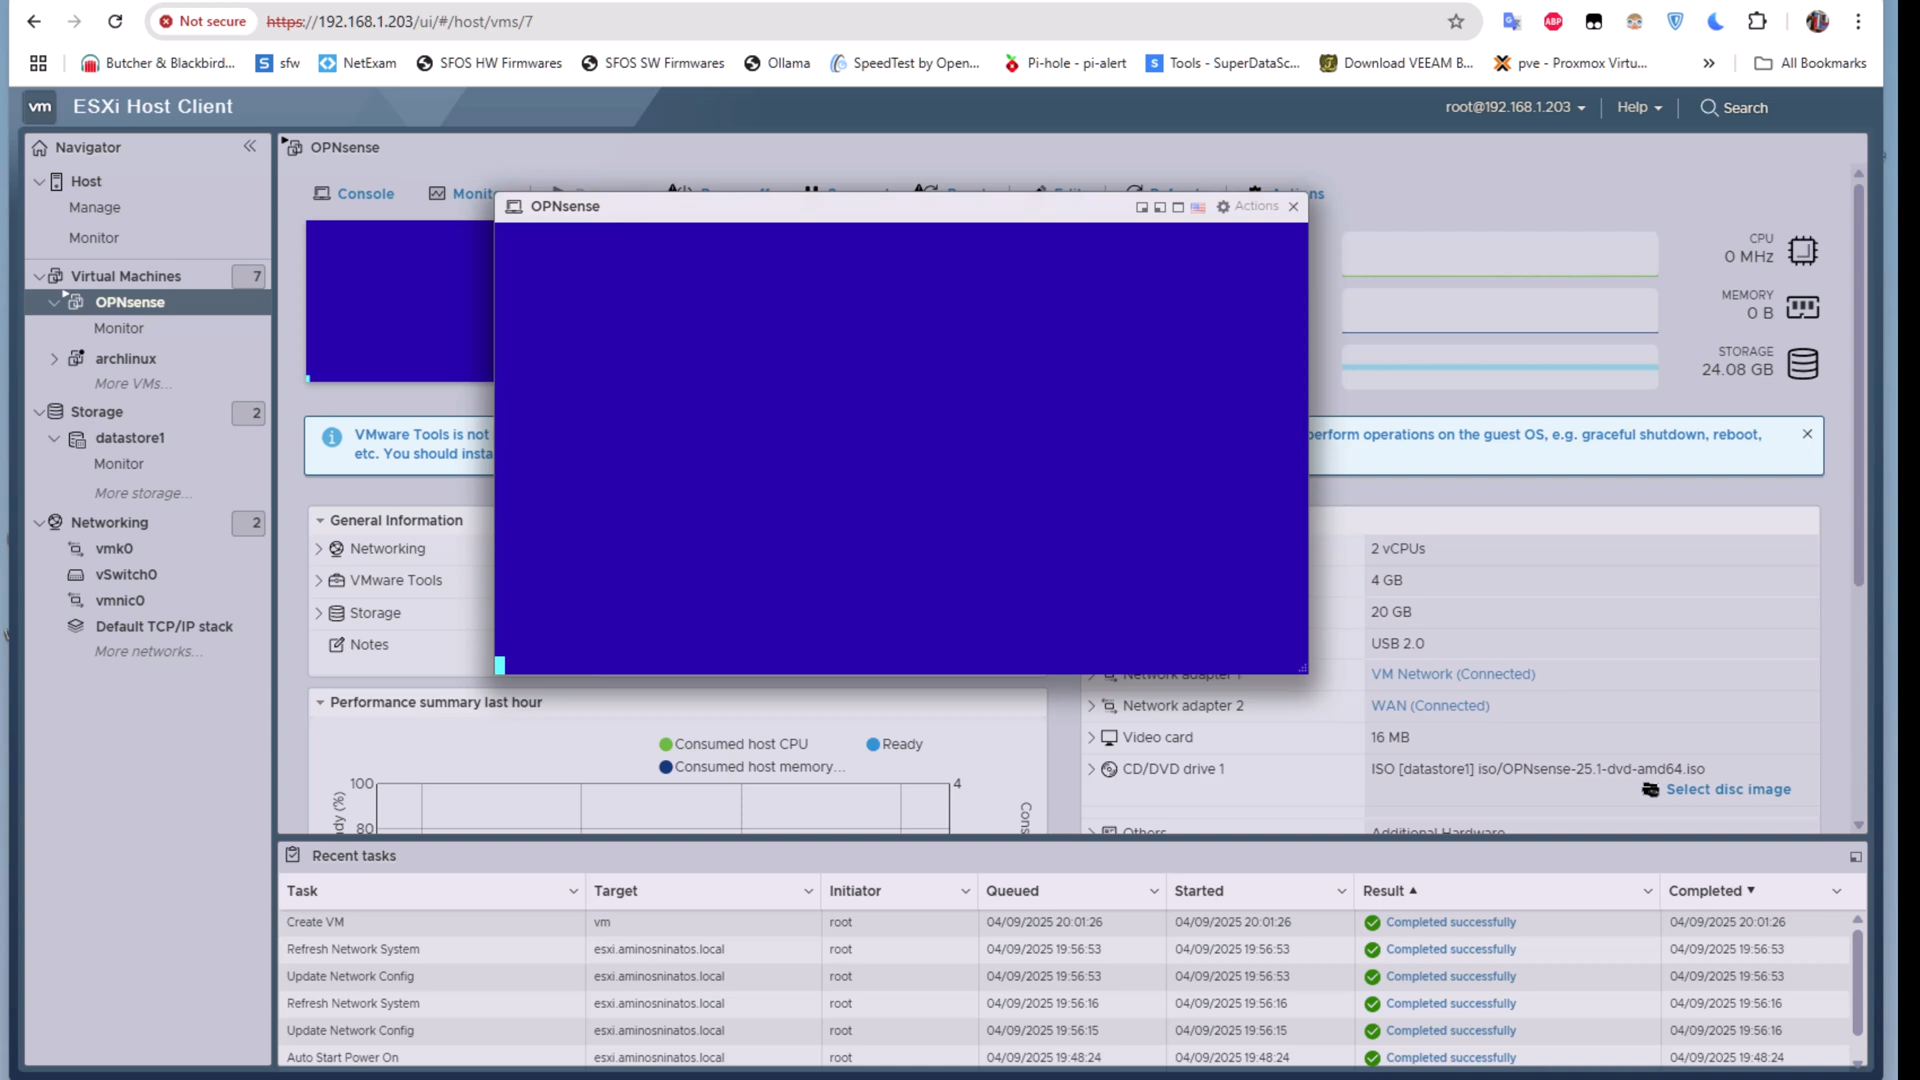 Not secure https://192.168.1.203/ui/#/host/vms/7
Butcher & Blackbird... sfw NetExam SFOS HW Firmwares SFOS SW Firmwares Ollama SpeedTest by Open... Pi-hole - pi-alert Tools - SuperDataSc... Download VEEAM B... pve - Proxmox Virtu... » All Bookmarks
vm ESXi Host Client root@192.168.1.203 Help Search
Navigator
Host
Manage
Monitor
Virtual Machines 7
OPNsense
Monitor
archlinux
More VMs...
Storage 2
datastore1
Monitor
More storage...
Networking 2
vmk0
vSwitch0
vmnic0
Default TCP/IP stack
More networks...
OPNsense
Console
OPNsense Actions
CPU
0 MHz
MEMORY
0 B
STORAGE
24.08 GB
VMware Tools is not
etc. You should insta
perform operations on the guest OS, e.g. graceful shutdown, reboot,
General Information
Networking
VMware Tools
Storage
Notes
2 vCPUs
4 GB
20 GB
USB 2.0
Network adapter 1 VM Network (Connected)
Network adapter 2 WAN (Connected)
Video card 16 MB
CD/DVD drive 1 ISO [datastore1] iso/OPNsense-25.1-dvd-amd64.iso
Select disc image
Others Additional Hardware
Performance summary last hour
Consumed host CPU Ready
Consumed host memory...
100 4
80
dy (%)
Cons
Recent tasks
Task Target Initiator Queued Started Result Completed
Create VM vm root 04/09/2025 20:01:26 04/09/2025 20:01:26 Completed successfully 04/09/2025 20:01:26
Refresh Network System esxi.aminosninatos.local root 04/09/2025 19:56:53 04/09/2025 19:56:53 Completed successfully 04/09/2025 19:56:53
Update Network Config esxi.aminosninatos.local root 04/09/2025 19:56:53 04/09/2025 19:56:53 Completed successfully 04/09/2025 19:56:53
Refresh Network System esxi.aminosninatos.local root 04/09/2025 19:56:16 04/09/2025 19:56:16 Completed successfully 04/09/2025 19:56:16
Update Network Config esxi.aminosninatos.local root 04/09/2025 19:56:15 04/09/2025 19:56:15 Completed successfully 04/09/2025 19:56:16
Auto Start Power On esxi.aminosninatos.local root 04/09/2025 19:48:24 04/09/2025 19:48:24 Completed successfully 04/09/2025 19:48:24